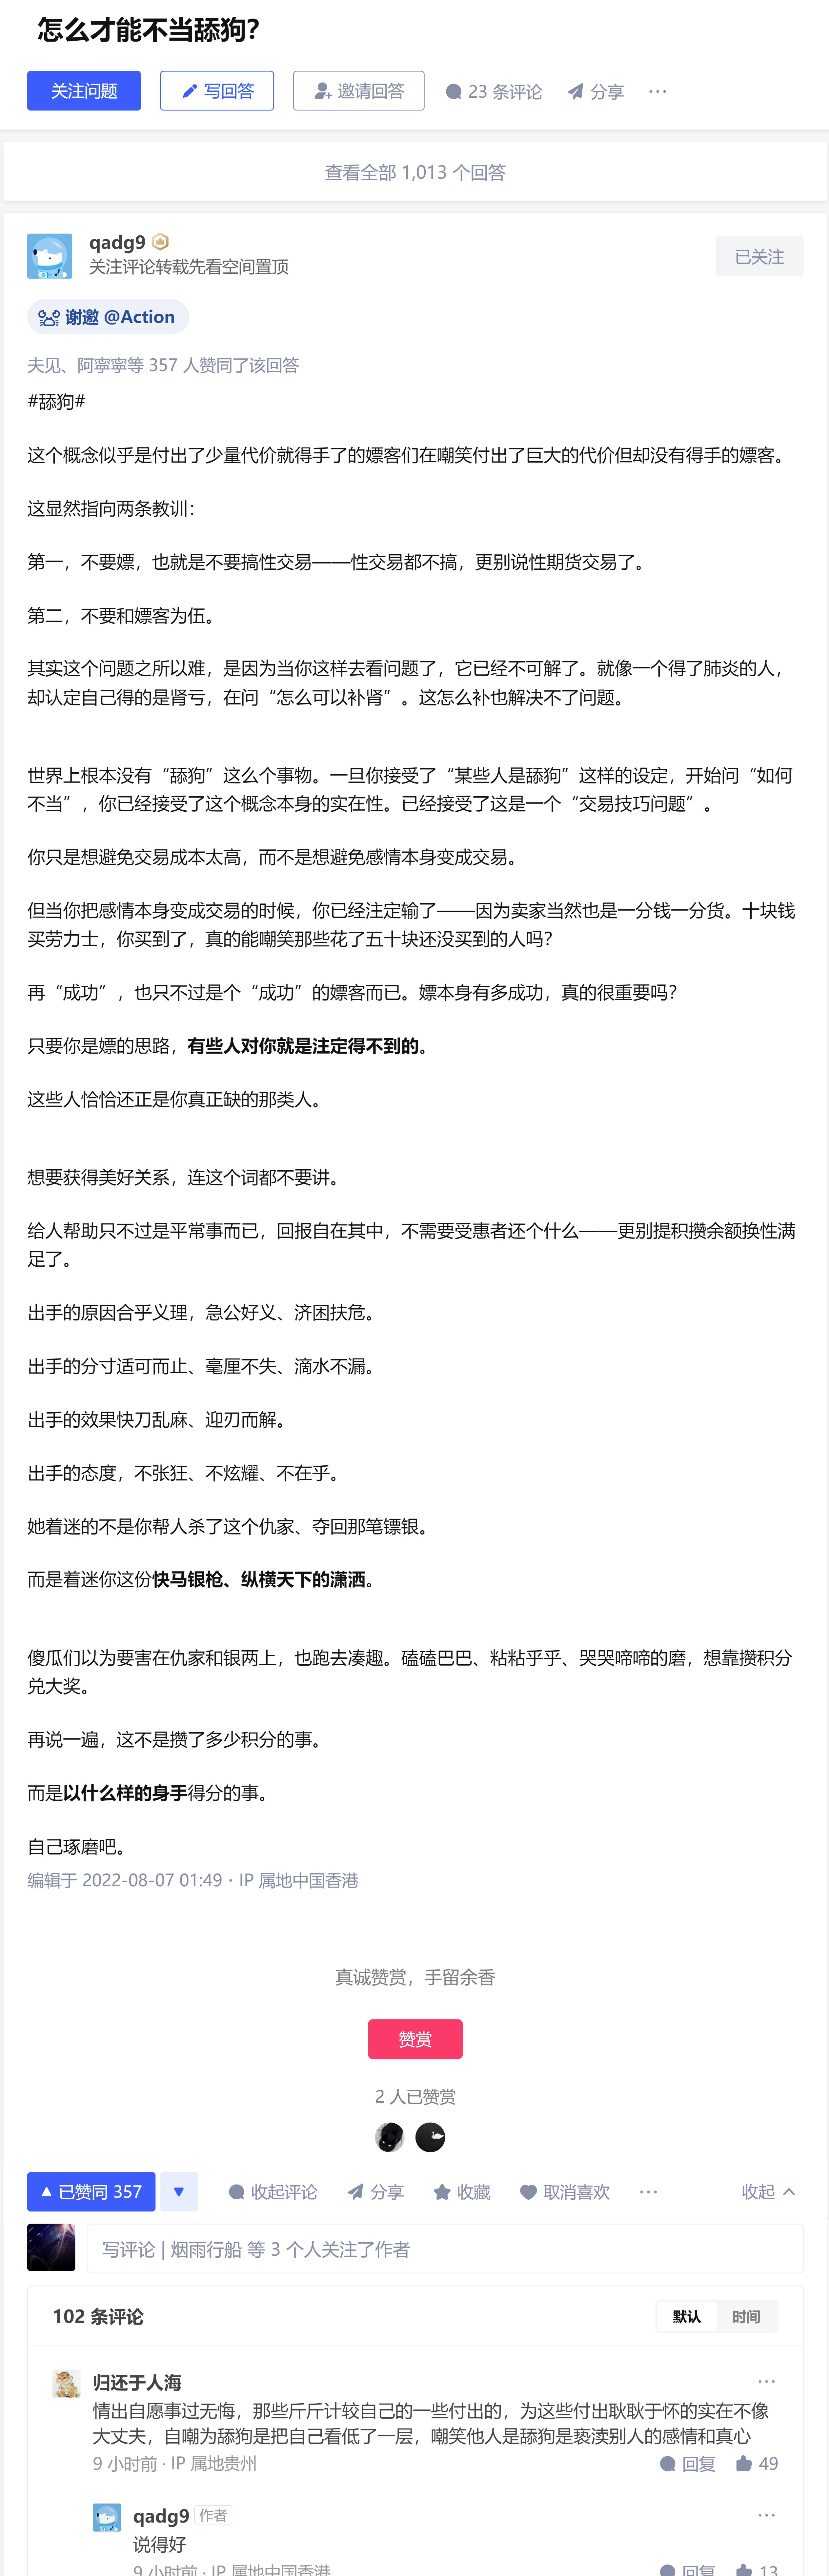 怎么才能不当舔狗？
关注问题
写回答
邀请回答
23 条评论
分享
查看全部 1,013 个回答
qadg9
关注评论转载先看空间置顶
已关注
谢邀 @Action
夫见、阿寜寜等 357 人赞同了该回答
#舔狗#
这个概念似乎是付出了少量代价就得手了的嫖客们在嘲笑付出了巨大的代价但却没有得手的嫖客。
这显然指向两条教训：
第一，不要嫖，也就是不要搞性交易——性交易都不搞，更别说性期货交易了。
第二，不要和嫖客为伍。
其实这个问题之所以难，是因为当你这样去看问题了，它已经不可解了。就像一个得了肺炎的人，
却认定自己得的是肾亏，在问“怎么可以补肾”。这怎么补也解决不了问题。
世界上根本没有“舔狗”这么个事物。一旦你接受了“某些人是舔狗”这样的设定，开始问“如何
不当”，你已经接受了这个概念本身的实在性。已经接受了这是一个“交易技巧问题”。
你只是想避免交易成本太高，而不是想避免感情本身变成交易。
但当你把感情本身变成交易的时候，你已经注定输了——因为卖家当然也是一分钱一分货。十块钱
买劳力士，你买到了，真的能嘲笑那些花了五十块还没买到的人吗？
再“成功”，也只不过是个“成功”的嫖客而已。嫖本身有多成功，真的很重要吗？
只要你是嫖的思路，有些人对你就是注定得不到的。
这些人恰恰还正是你真正缺的那类人。
想要获得美好关系，连这个词都不要讲。
给人帮助只不过是平常事而已，回报自在其中，不需要受惠者还个什么——更别提积攒余额换性满
足了。
出手的原因合乎义理，急公好义、济困扶危。
出手的分寸适可而止、毫厘不失、滴水不漏。
出手的效果快刀乱麻、迎刃而解。
出手的态度，不张狂、不炫耀、不在乎。
她着迷的不是你帮人杀了这个仇家、夺回那笔镖银。
而是着迷你这份快马银枪、纵横天下的潇洒。
傻瓜们以为要害在仇家和银两上，也跑去凑趣。磕磕巴巴、粘粘乎乎、哭哭啼啼的磨，想靠攒积分
兑大奖。
再说一遍，这不是攒了多少积分的事。
而是以什么样的身手得分的事。
自己琢磨吧。
编辑于 2022-08-07 01:49 · IP 属地中国香港
真诚赞赏，手留余香
赞赏
2 人已赞赏
已赞同 357
收起评论
分享
收藏
取消喜欢
收起
写评论 | 烟雨行船 等 3 个人关注了作者
102 条评论
默认
时间
归还于人海
情出自愿事过无悔，那些斤斤计较自己的一些付出的，为这些付出耿耿于怀的实在不像
大丈夫，自嘲为舔狗是把自己看低了一层，嘲笑他人是舔狗是亵渎别人的感情和真心
9 小时前 · IP 属地贵州
回复
49
qadg9 作者
说得好
9 小时前 · IP 属地中国香港
回复
13